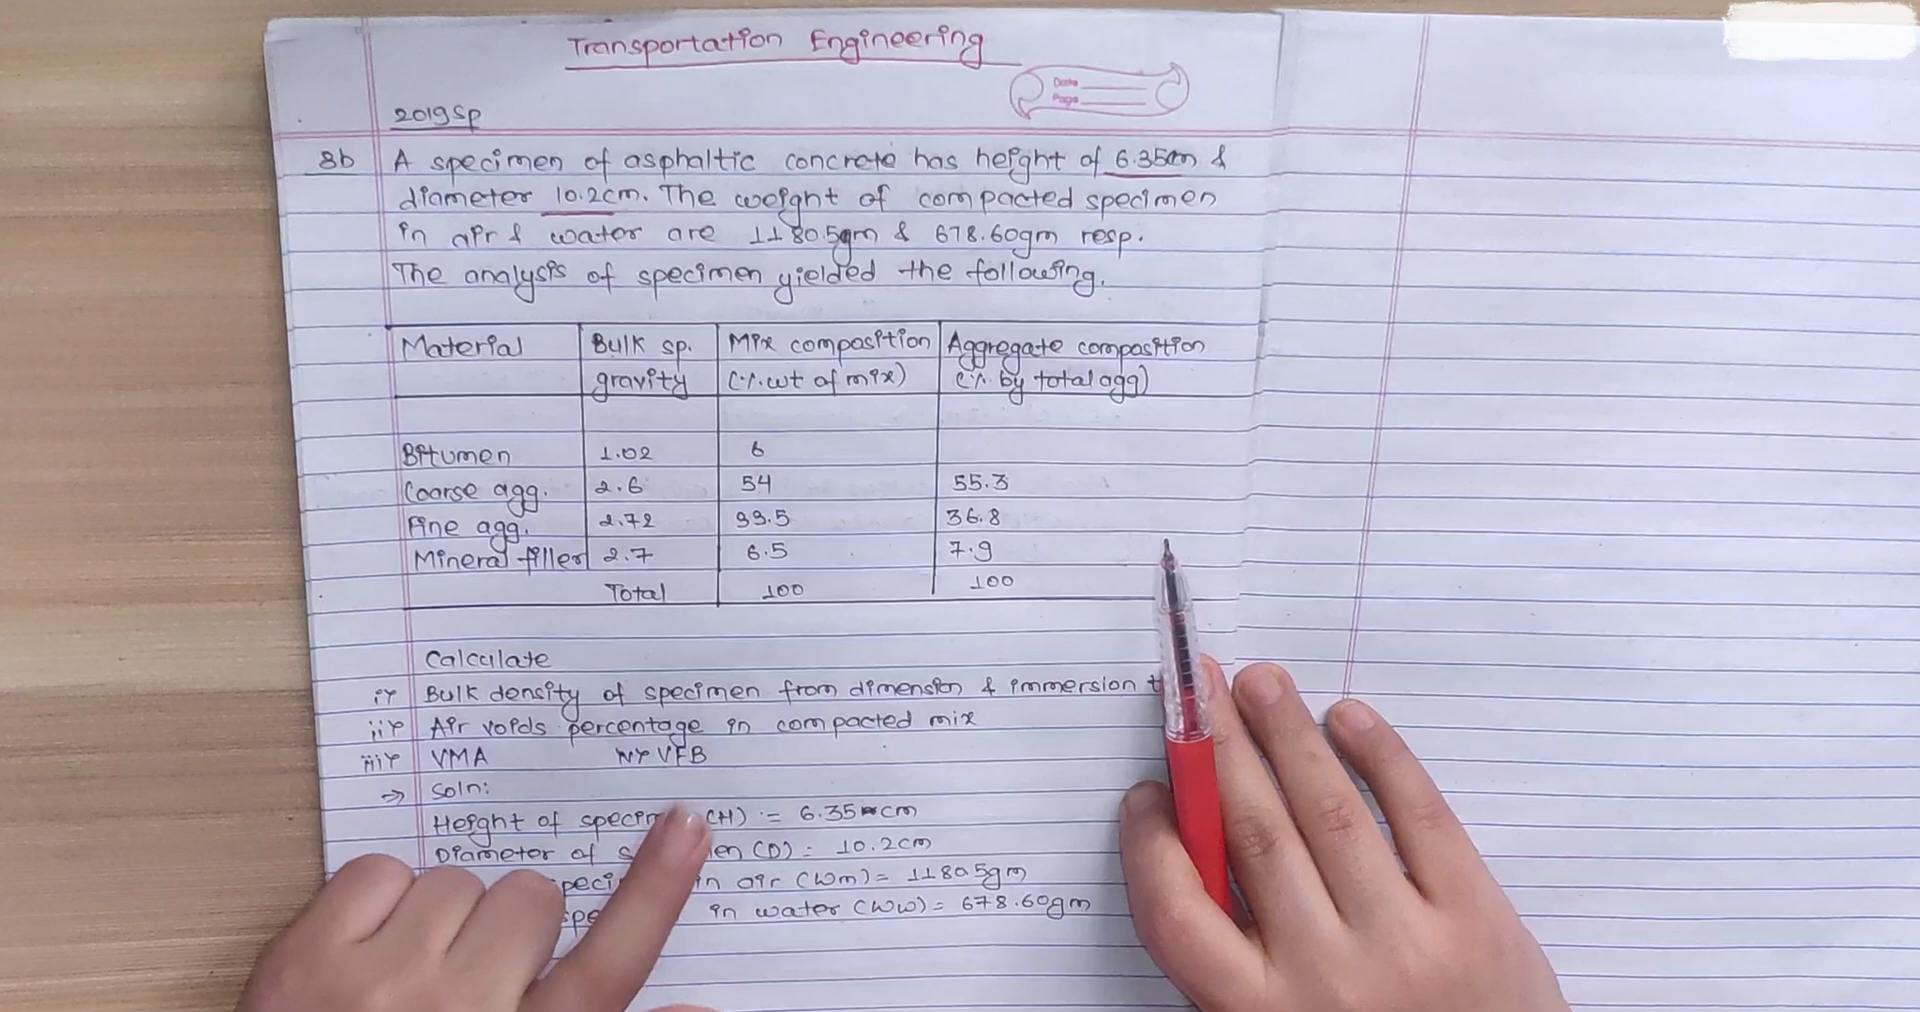 Transportation Engineering
Date
Page
2019 sp
8b A specimen of asphaltic concrete has height of 6.35cm &
diameter 10.2cm. The weight of compacted specimen
in air & water are 1180.5gm & 678.60gm resp.
The analysis of specimen yielded the following.
Material Bulk sp. gravity Mix composition (% wt of mix) Aggregate composition (% by total agg)
Bitumen 1.02 6
Coarse agg. 2.6 54 55.3
Fine agg. 2.72 33.5 36.8
Mineral filler 2.7 6.5 7.9
Total 100 100
Calculate
i> Bulk density of specimen from dimension & immersion
ii> Air voids percentage in compacted mix
iii> VMA iv> VFB
=> Soln:
Height of (H) = 6.35 cm
Diameter of (D) = 10.2cm
in air (Wm) = 1180.5gm
in water (Ww) = 678.60gm